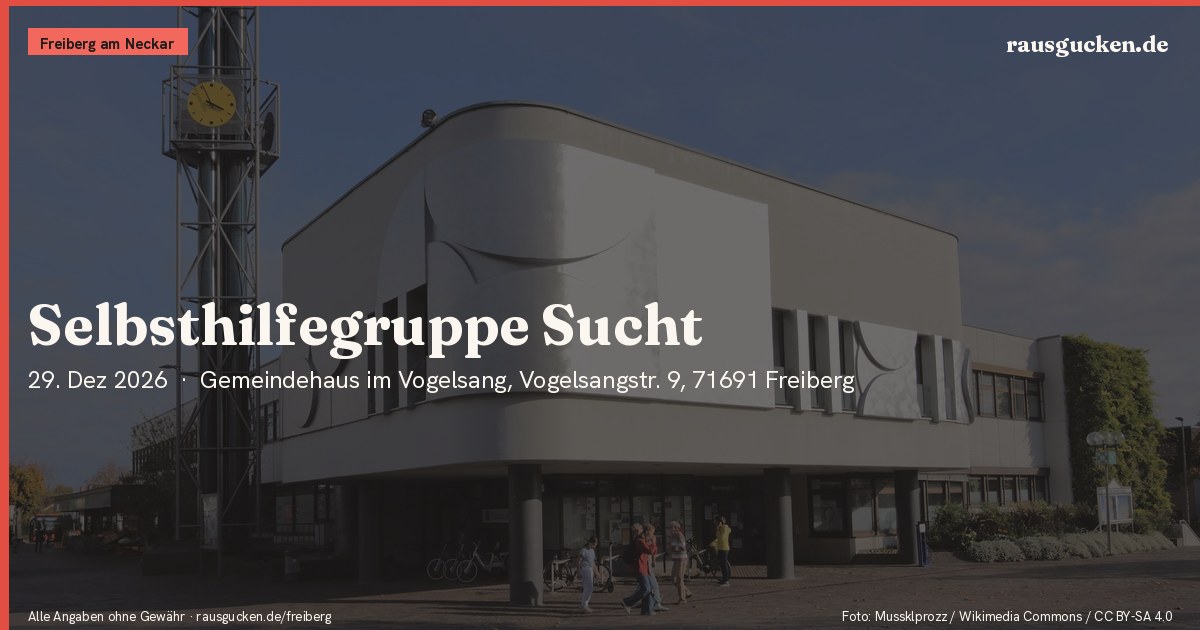 Freiberg am Neckar
rausgucken.de
Selbsthilfegruppe Sucht
29. Dez 2026 · Gemeindehaus im Vogelsang, Vogelsangstr. 9, 71691 Freiberg
Alle Angaben ohne Gewähr · rausgucken.de/freiberg
Foto: Mussklprozz / Wikimedia Commons / CC BY-SA 4.0